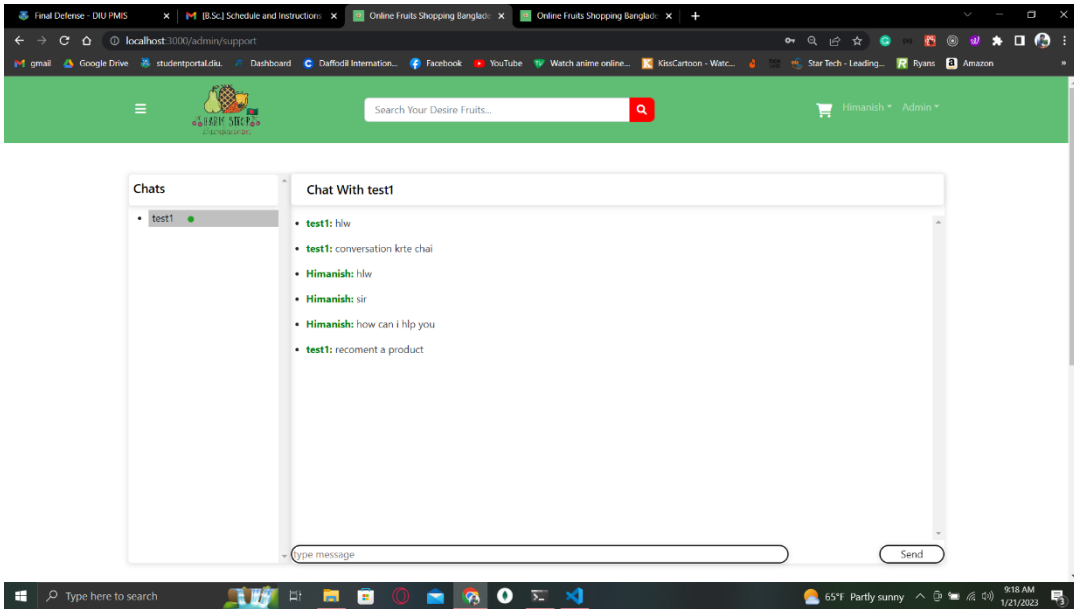 Final Defense - DIU PMIS
[B.Sc.] Schedule and Instructions
Online Fruits Shopping Banglade
Online Fruits Shopping Banglade
localhost:3000/admin/support
gmail Google Drive studentportal.diu. Dashboard Daffodil Internation... Facebook YouTube Watch anime online... KissCartoon - Watc... Star Tech - Leading... Ryans Amazon
Search Your Desire Fruits...
Himanish Admin
Chats
test1
Chat With test1
test1: hlw
test1: conversation krte chai
Himanish: hlw
Himanish: sir
Himanish: how can i hlp you
test1: recoment a product
type message
Send
Type here to search
65°F Partly sunny
9:18 AM
1/21/2023
3